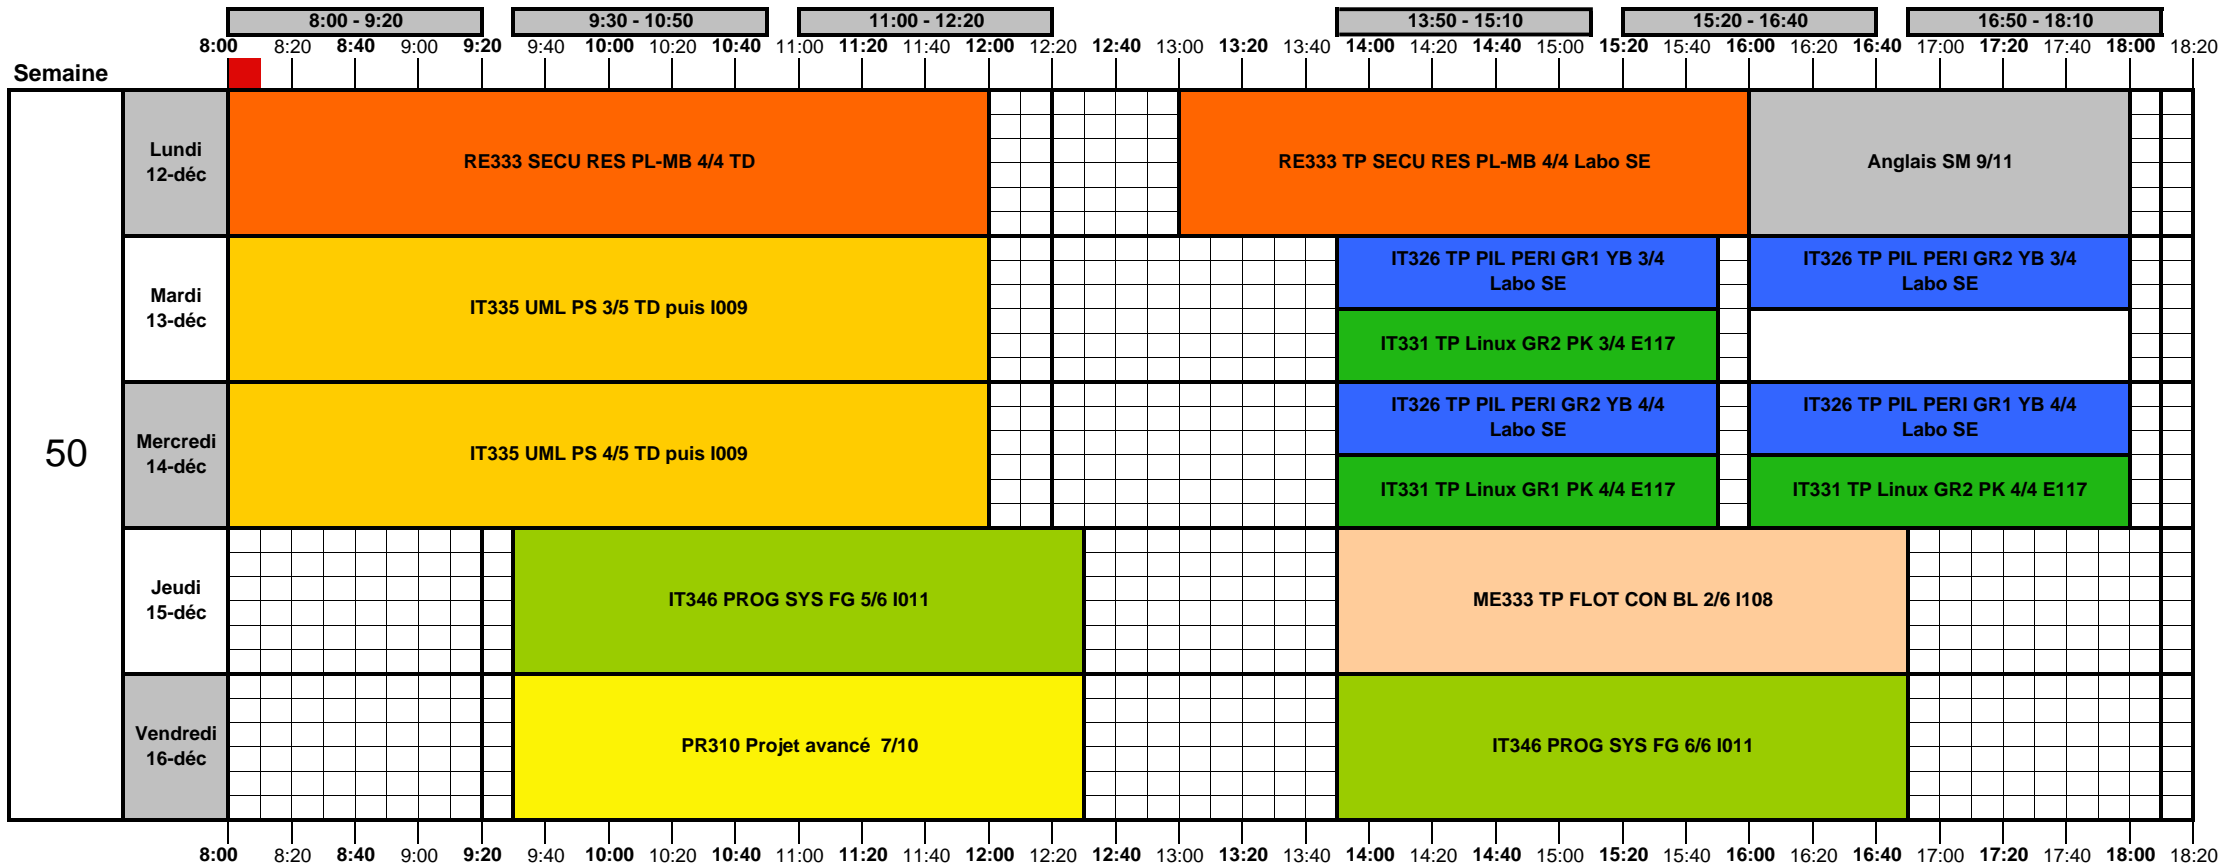 8:00 - 9:20 9:30 - 10:50 11:00 - 12:20 13:50 - 15:10 15:20 - 16:40 16:50 - 18:10
8:00 8:20 8:40 9:00 9:20 9:40 10:00 10:20 10:40 11:00 11:20 11:40 12:00 12:20 12:40 13:00 13:20 13:40 14:00 14:20 14:40 15:00 15:20 15:40 16:00 16:20 16:40 17:00 17:20 17:40 18:00 18:20
Semaine
50
Lundi
12-déc
RE333 SECU RES PL-MB 4/4 TD
RE333 TP SECU RES PL-MB 4/4 Labo SE
Anglais SM 9/11
Mardi
13-déc
IT335 UML PS 3/5 TD puis I009
IT326 TP PIL PERI GR1 YB 3/4
Labo SE
IT326 TP PIL PERI GR2 YB 3/4
Labo SE
IT331 TP Linux GR2 PK 3/4 E117
Mercredi
14-déc
IT335 UML PS 4/5 TD puis I009
IT326 TP PIL PERI GR2 YB 4/4
Labo SE
IT326 TP PIL PERI GR1 YB 4/4
Labo SE
IT331 TP Linux GR1 PK 4/4 E117
IT331 TP Linux GR2 PK 4/4 E117
Jeudi
15-déc
IT346 PROG SYS FG 5/6 I011
ME333 TP FLOT CON BL 2/6 I108
Vendredi
16-déc
PR310 Projet avancé 7/10
IT346 PROG SYS FG 6/6 I011
8:00 8:20 8:40 9:00 9:20 9:40 10:00 10:20 10:40 11:00 11:20 11:40 12:00 12:20 12:40 13:00 13:20 13:40 14:00 14:20 14:40 15:00 15:20 15:40 16:00 16:20 16:40 17:00 17:20 17:40 18:00 18:20